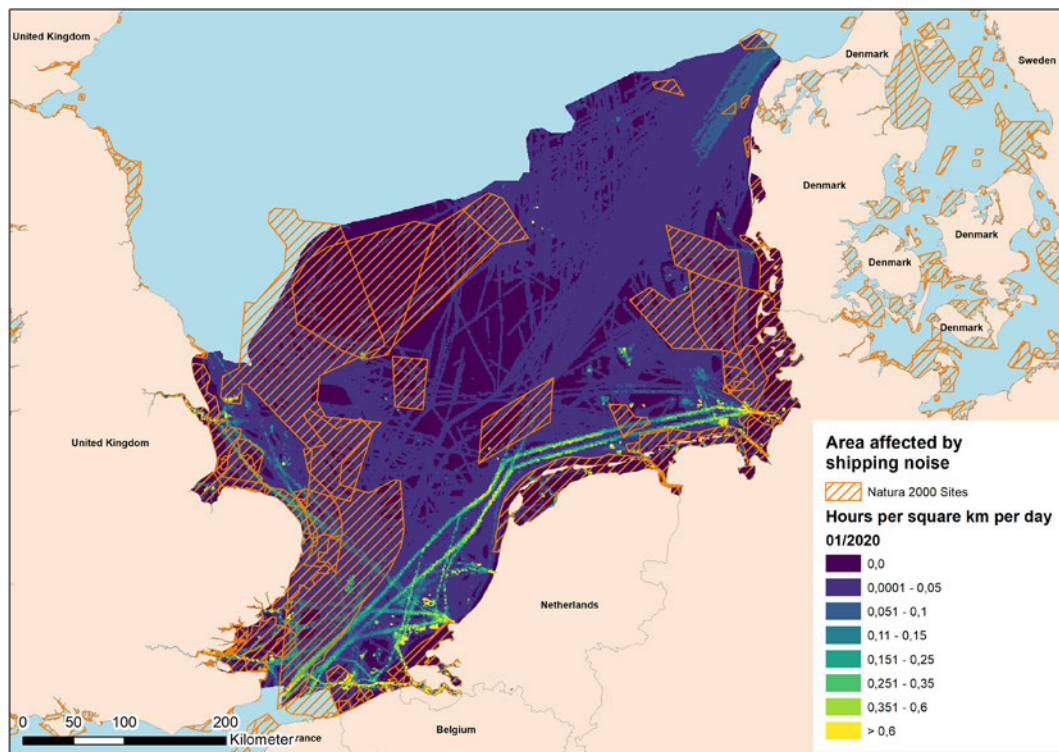 United Kingdom
Denmark
Sweden
Denmark
Denmark
Denmark
Denmark
United Kingdom
Netherlands
Belgium
rance
0 50 100 200
Kilometer
Area affected by
shipping noise
Natura 2000 Sites
Hours per square km per day
01/2020
0,0
0,0001 - 0,05
0,051 - 0,1
0,11 - 0,15
0,151 - 0,25
0,251 - 0,35
0,351 - 0,6
> 0,6